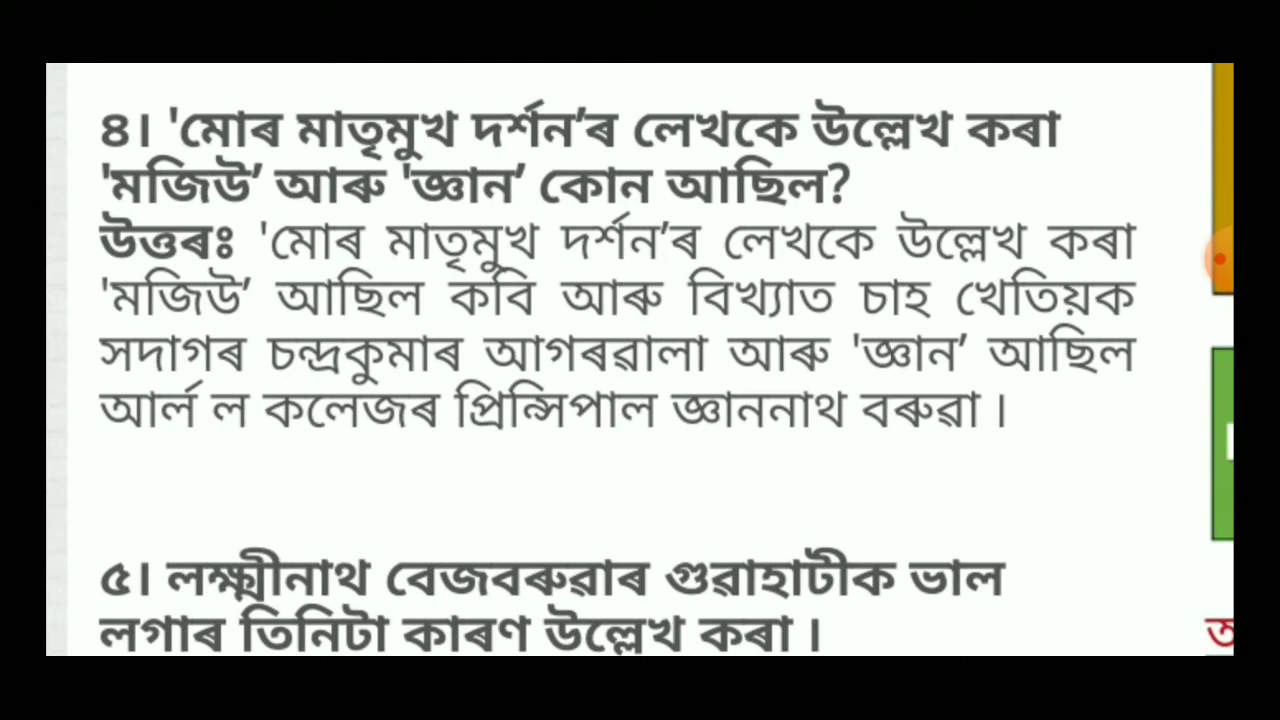 ৪। 'মোৰ মাতৃমুখ দৰ্শন’ৰ লেখকে উল্লেখ কৰা
'মজিউ’ আৰু 'জ্ঞান’ কোন আছিল?
উত্তৰঃ 'মোৰ মাতৃমুখ দৰ্শন’ৰ লেখকে উল্লেখ কৰা
'মজিউ’ আছিল কবি আৰু বিখ্যাত চাহ খেতিয়ক
সদাগৰ চন্দ্ৰকুমাৰ আগৰৱালা আৰু 'জ্ঞান’ আছিল
আৰ্ল ল কলেজৰ প্ৰিন্সিপাল জ্ঞাননাথ বৰুৱা ।
৫। লক্ষ্মীনাথ বেজবৰুৱাৰ গুৱাহাটীক ভাল
লগাৰ তিনিটা কাৰণ উল্লেখ কৰা ।